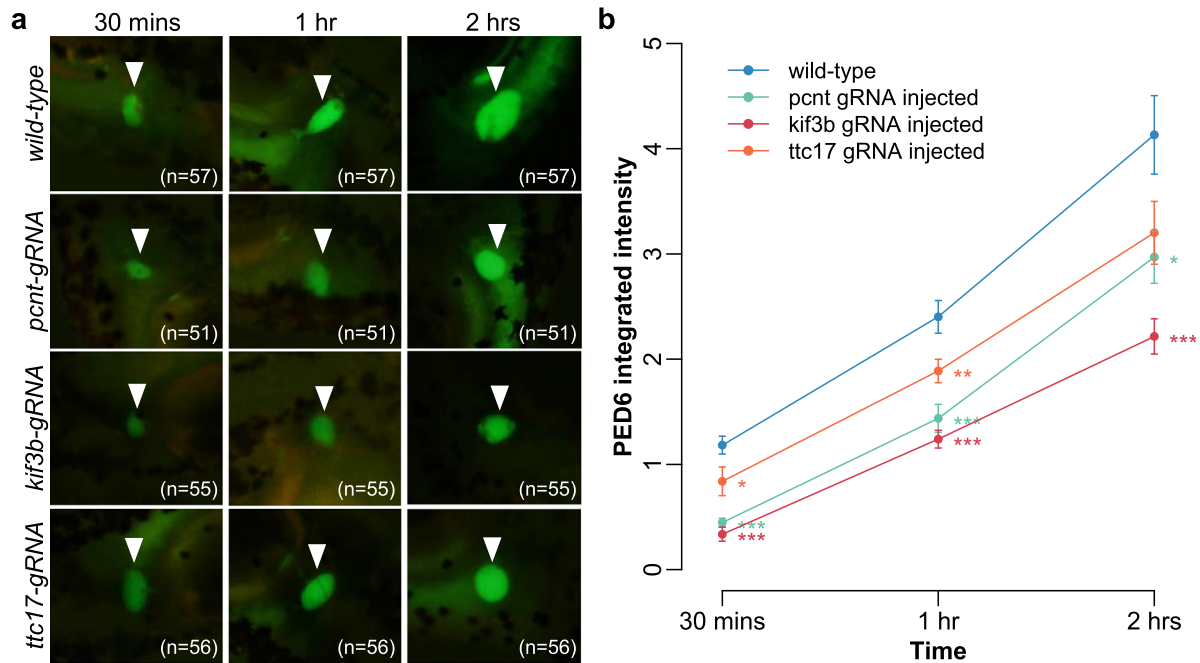 a
30 mins 1 hr 2 hrs
wild-type
(n=57) (n=57) (n=57)
pcnt-gRNA
(n=51) (n=51) (n=51)
kif3b-gRNA
(n=55) (n=55) (n=55)
ttc17-gRNA
(n=56) (n=56) (n=56)
b
PED6 integrated intensity
5
4
3
2
1
0
wild-type
pcnt gRNA injected
kif3b gRNA injected
ttc17 gRNA injected
*
***
**
***
***
*
***
***
30 mins 1 hr 2 hrs
Time